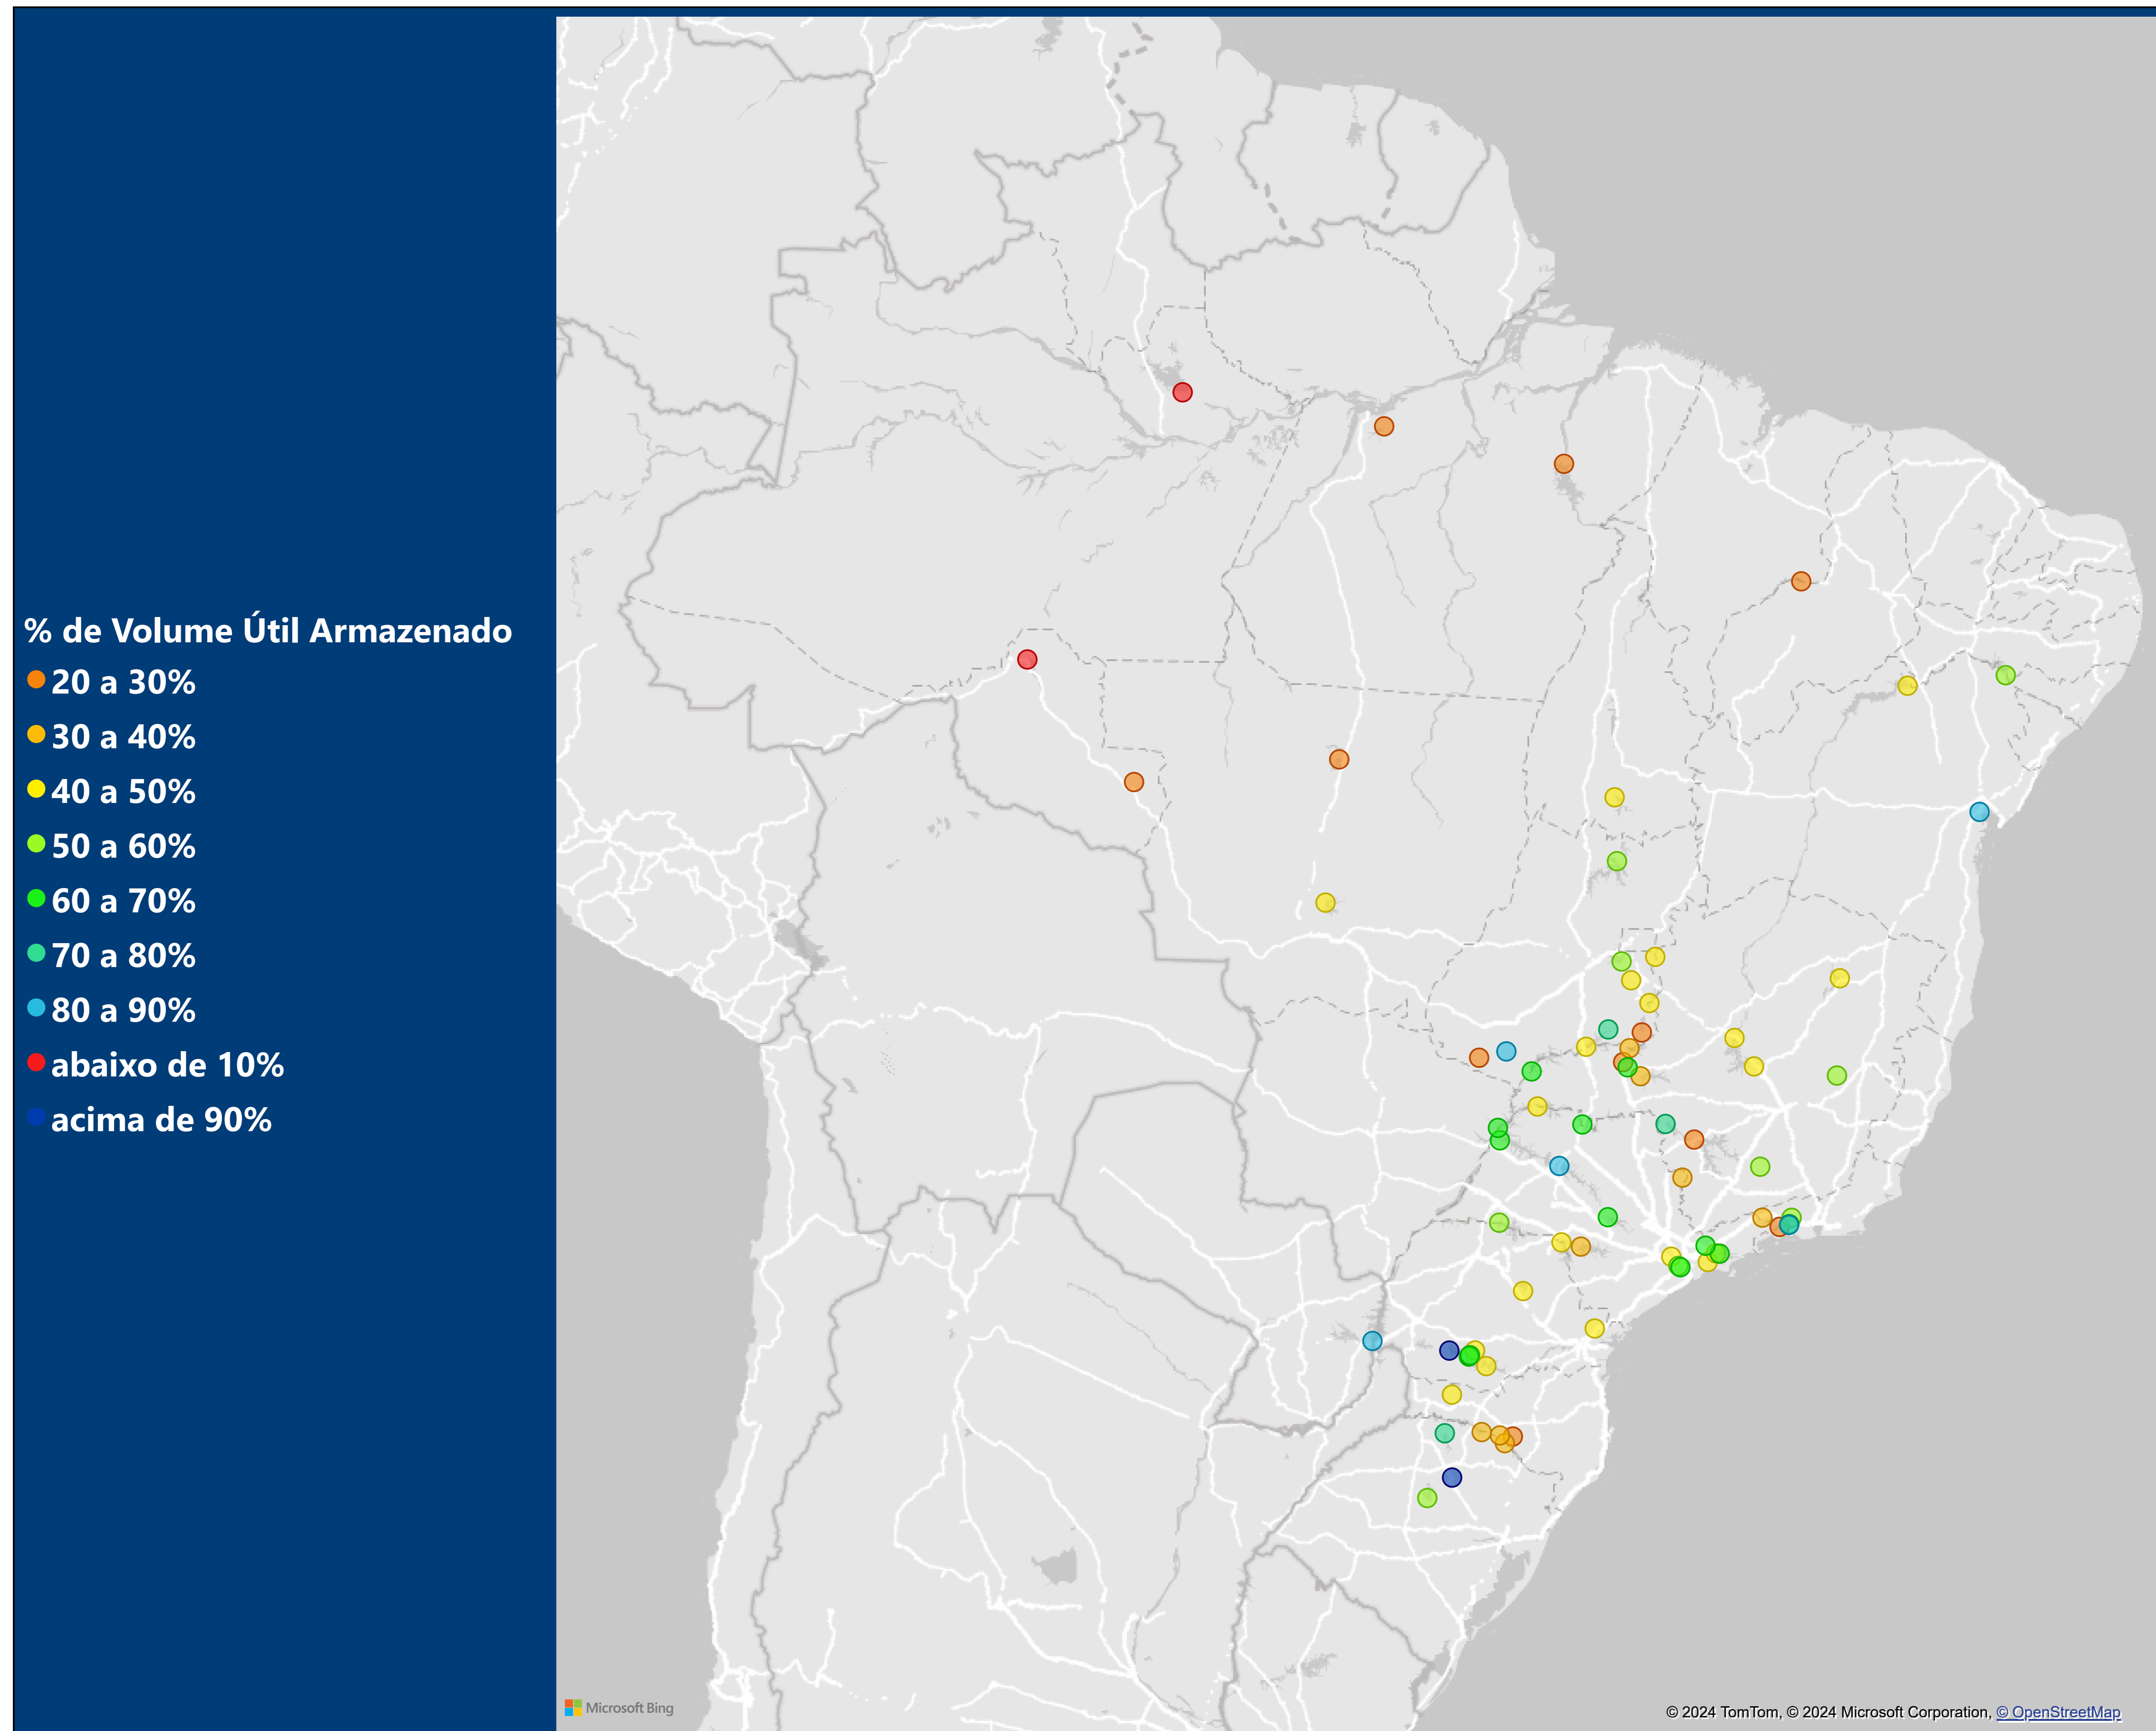 % de Volume Útil Armazenado
20 a 30%
30 a 40%
40 a 50%
50 a 60%
60 a 70%
70 a 80%
80 a 90%
abaixo de 10%
acima de 90%
Microsoft Bing
© 2024 TomTom, © 2024 Microsoft Corporation, © OpenStreetMap